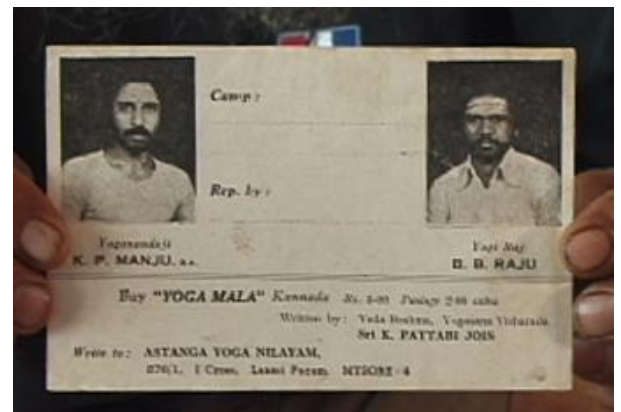 Camp :
Rep. by :
Yoganandaji
K. P. MANJU, B.A.
Yogi Raj
B. B. RAJU
Buy "YOGA MALA" Kannada Rs. 5-00 Postage 2-00 extra
Written by : Veda Yogasana Visharada
Sri K. PATTABI JOIS
Write to : ASTANGA YOGA NILAYAM,
876/1, I Cross, Laxmi Puram, MYSORE - 4